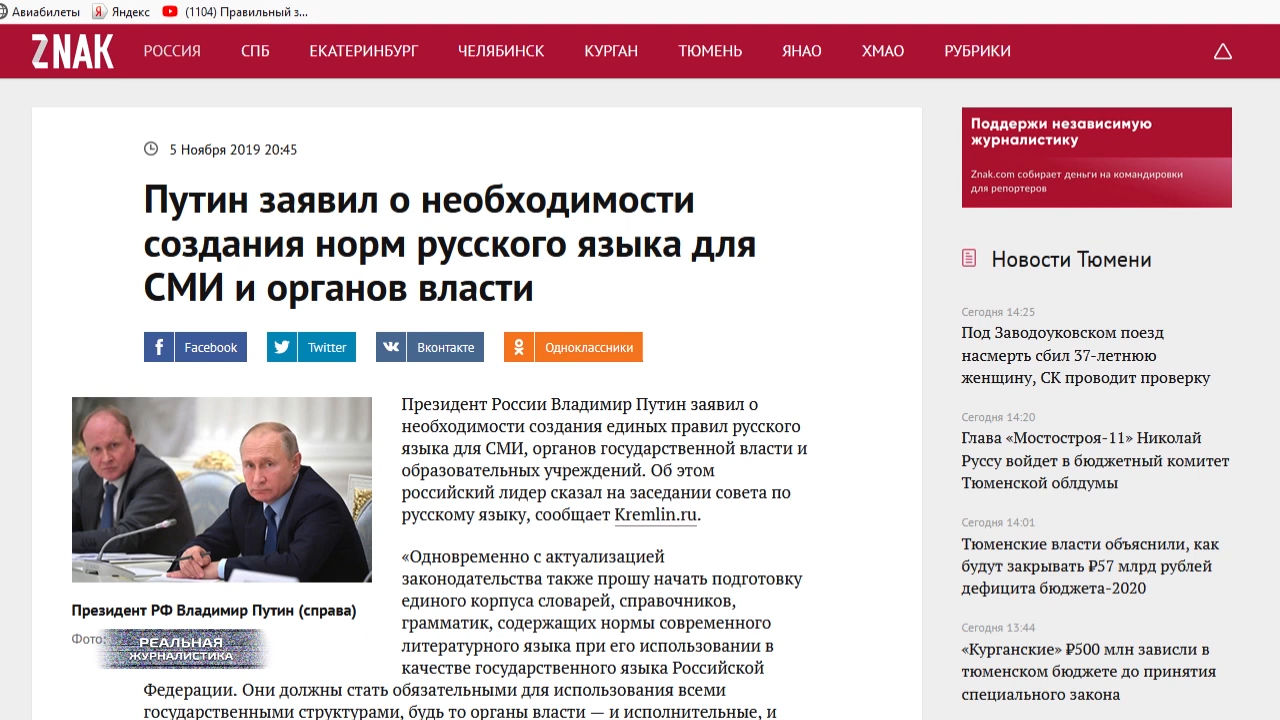 Авиабилеты Я Яндекс (1104) Правильный з...
ZNAK РОССИЯ СПБ ЕКАТЕРИНБУРГ ЧЕЛЯБИНСК КУРГАН ТЮМЕНЬ ЯНАО ХМАО РУБРИКИ
5 Ноября 2019 20:45
Путин заявил о необходимости
создания норм русского языка для
СМИ и органов власти
Facebook Twitter Вконтакте Одноклассники
Президент России Владимир Путин заявил о
необходимости создания единых правил русского
языка для СМИ, органов государственной власти и
образовательных учреждений. Об этом
российский лидер сказал на заседании совета по
русскому языку, сообщает Kremlin.ru.
«Одновременно с актуализацией
законодательства также прошу начать подготовку
единого корпуса словарей, справочников,
грамматик, содержащих нормы современного
литературного языка при его использовании в
качестве государственного языка Российской
Федерации. Они должны стать обязательными для использования всеми
государственными структурами, будь то органы власти — и исполнительные, и
Президент РФ Владимир Путин (справа)
Фото:
РЕАЛЬНАЯ
ЖУРНАЛИСТИКА
Поддержи независимую
журналистику
Znak.com собирает деньги на командировки
для репортеров
Новости Тюмени
Сегодня 14:25
Под Заводоуковском поезд
насмерть сбил 37-летнюю
женщину, СК проводит проверку
Сегодня 14:20
Глава «Мостостроя-11» Николай
Руссу войдет в бюджетный комитет
Тюменской облдумы
Сегодня 14:01
Тюменские власти объяснили, как
будут закрывать ₽57 млрд рублей
дефицита бюджета-2020
Сегодня 13:44
«Курганские» ₽500 млн зависли в
тюменском бюджете до принятия
специального закона